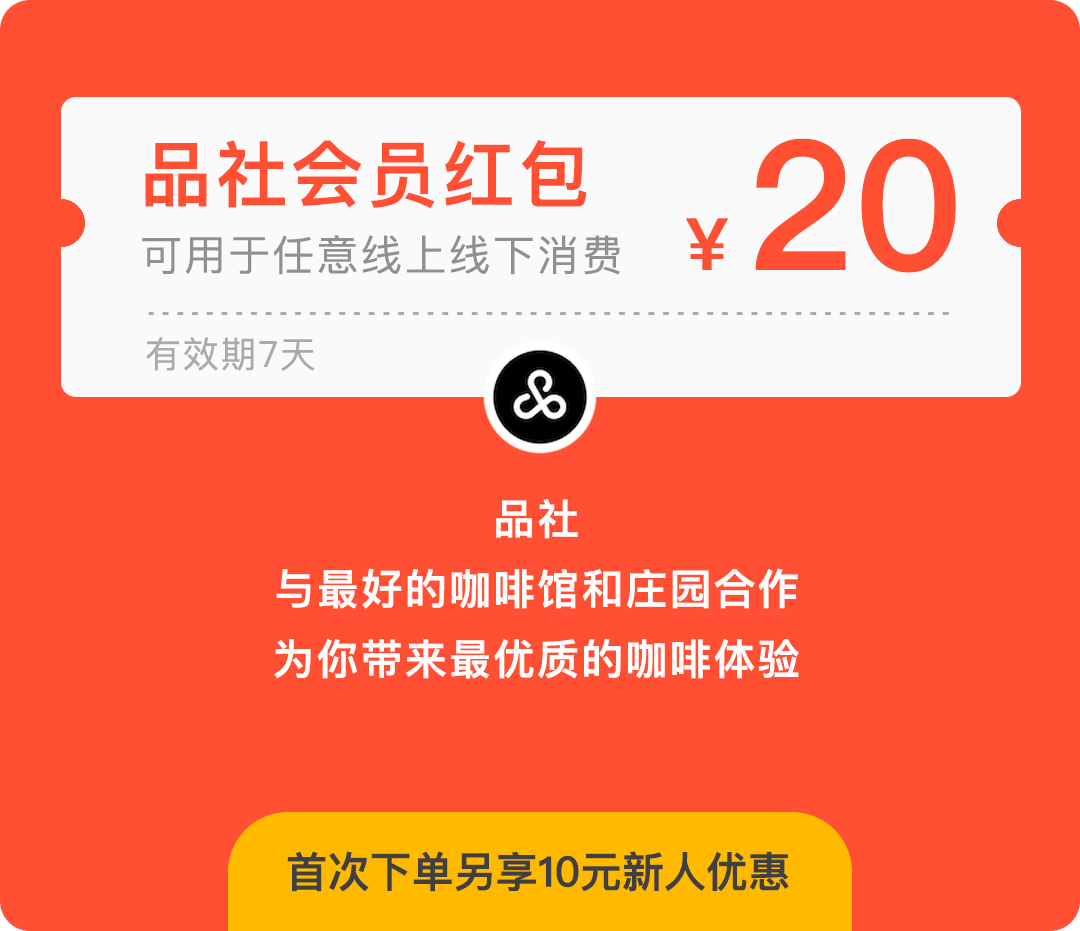 品社会员红包
¥ 20
可用于任意线上线下消费
有效期7天
品社
与最好的咖啡馆和庄园合作
为你带来最优质的咖啡体验
首次下单另享10元新人优惠